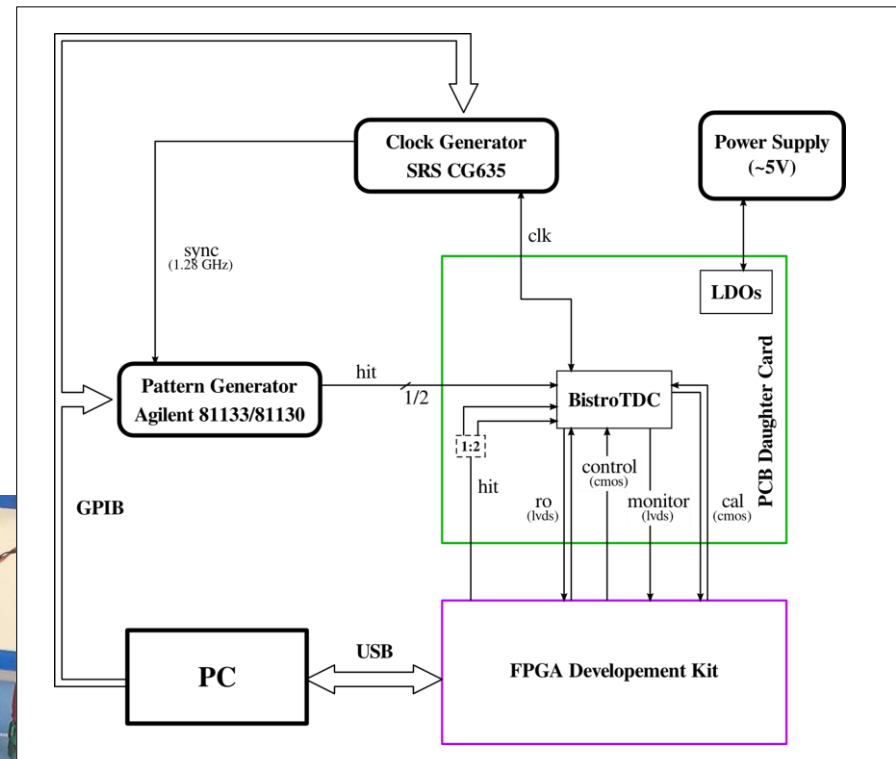 Clock Generator
SRS CG635
Power Supply
(~5V)
clk
sync
(1.28 GHz)
LDOs
Pattern Generator
Agilent 81133/81130
hit
1/2
BistroTDC
PCB Daughter Card
1:2
hit
ro
(lvds)
control
(cmos)
monitor
(lvds)
cal
(cmos)
GPIB
PC
USB
FPGA Developement Kit